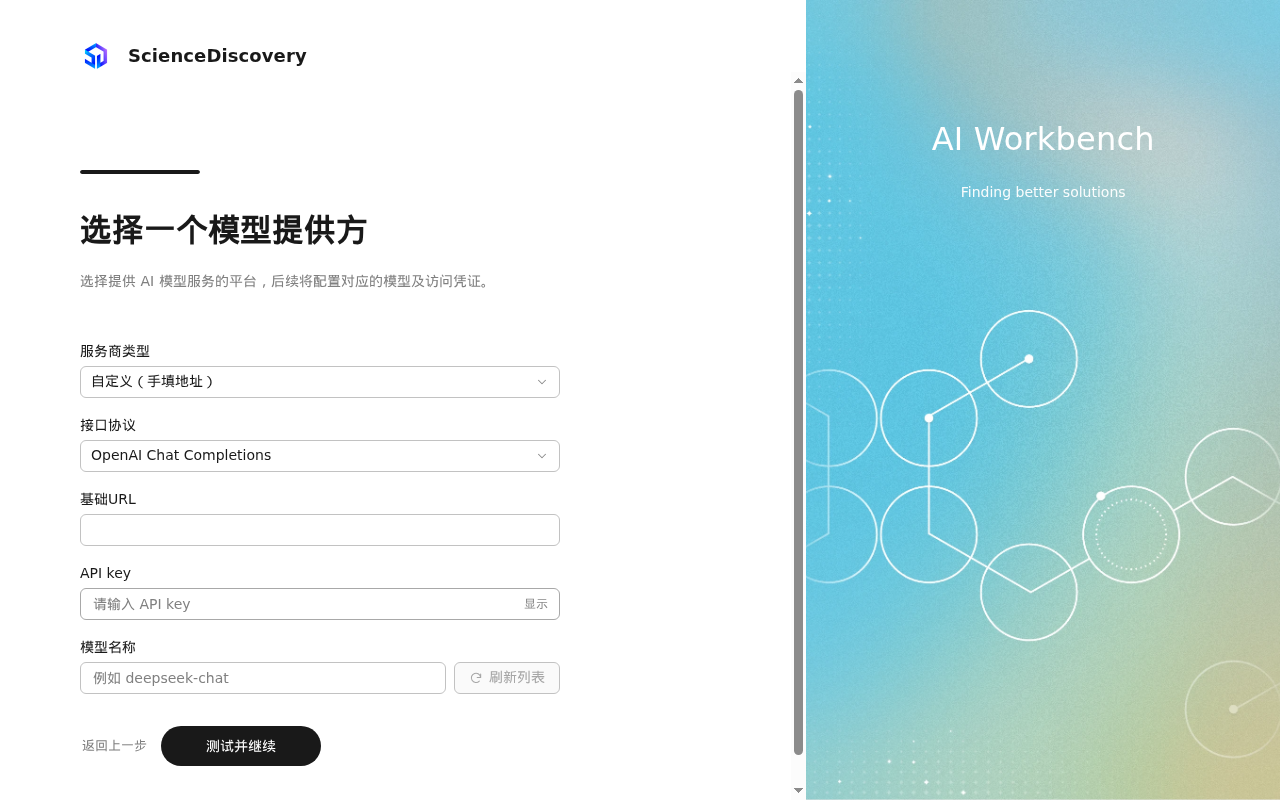 ScienceDiscovery
选择一个模型提供方
选择提供 AI 模型服务的平台，后续将配置对应的模型及访问凭证。
服务商类型
自定义（手填地址）
接口协议
OpenAI Chat Completions
基础URL
API key
请输入 API key
显示
模型名称
例如 deepseek-chat
刷新列表
返回上一步
测试并继续
AI Workbench
Finding better solutions